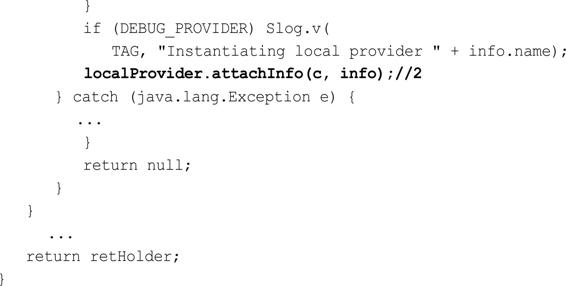 }
if (DEBUG_PROVIDER) Slog.v(
TAG, "Instantiating local provider " + info.name);
localProvider.attachInfo(c, info);//2
} catch (java.lang.Exception e) {
...
}
return null;
}
}
...
return retHolder;
}